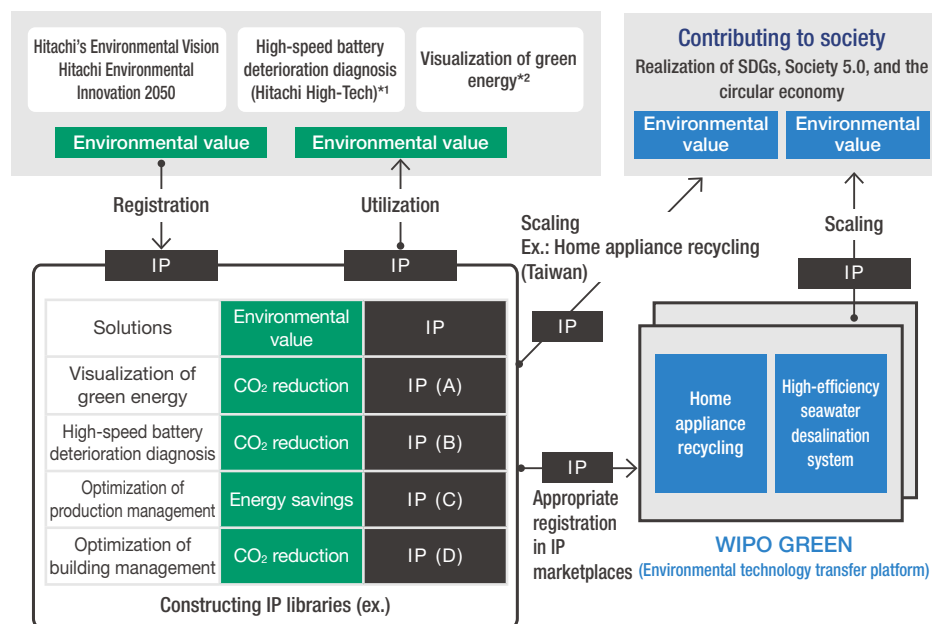 Hitachi's Environmental Vision
Hitachi Environmental
Innovation 2050
High-speed battery
deterioration diagnosis
(Hitachi High-Tech)*1
Visualization of green
energy*2
Environmental value
Environmental value
Contributing to society
Realization of SDGs, Society 5.0, and the
circular economy
Environmental
value
Environmental
value
Registration
Utilization
Scaling
Ex.: Home appliance recycling
(Taiwan)
Scaling
IP
IP
IP
IP
Solutions
Environmental
value
IP
Visualization of
green energy
CO₂ reduction
IP (A)
High-speed battery
deterioration diagnosis
CO₂ reduction
IP (B)
Optimization of
production management
Energy savings
IP (C)
Optimization of
building management
CO₂ reduction
IP (D)
Constructing IP libraries (ex.)
IP
Appropriate
registration
in IP
marketplaces
Home
appliance
recycling
High-efficiency
seawater
desalination
system
WIPO GREEN
(Environmental technology transfer platform)